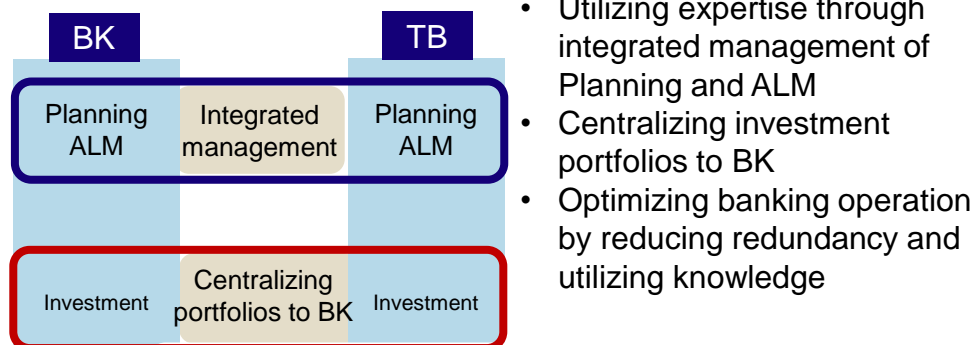 BK
TB
Planning
ALM
Integrated
management
Planning
ALM
Investment
Centralizing
portfolios to BK
Investment
• Utilizing expertise through
integrated management of
Planning and ALM
• Centralizing investment
portfolios to BK
• Optimizing banking operation
by reducing redundancy and
utilizing knowledge